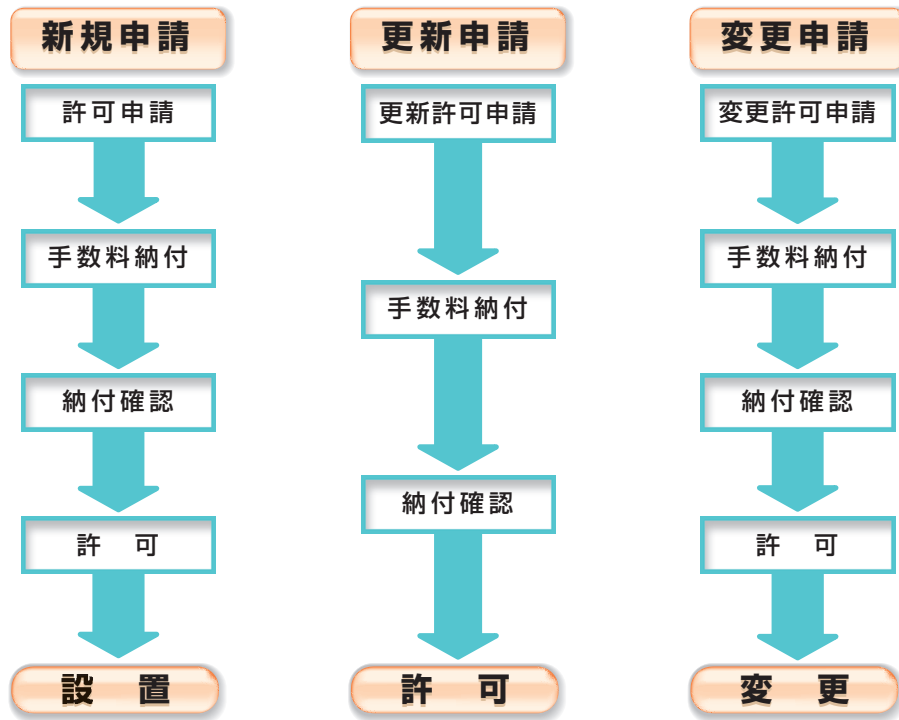 新規申請
許可申請
手数料納付
納付確認
許 可
設 置
更新申請
更新許可申請
手数料納付
納付確認
許 可
変更申請
変更許可申請
手数料納付
納付確認
許 可
変 更